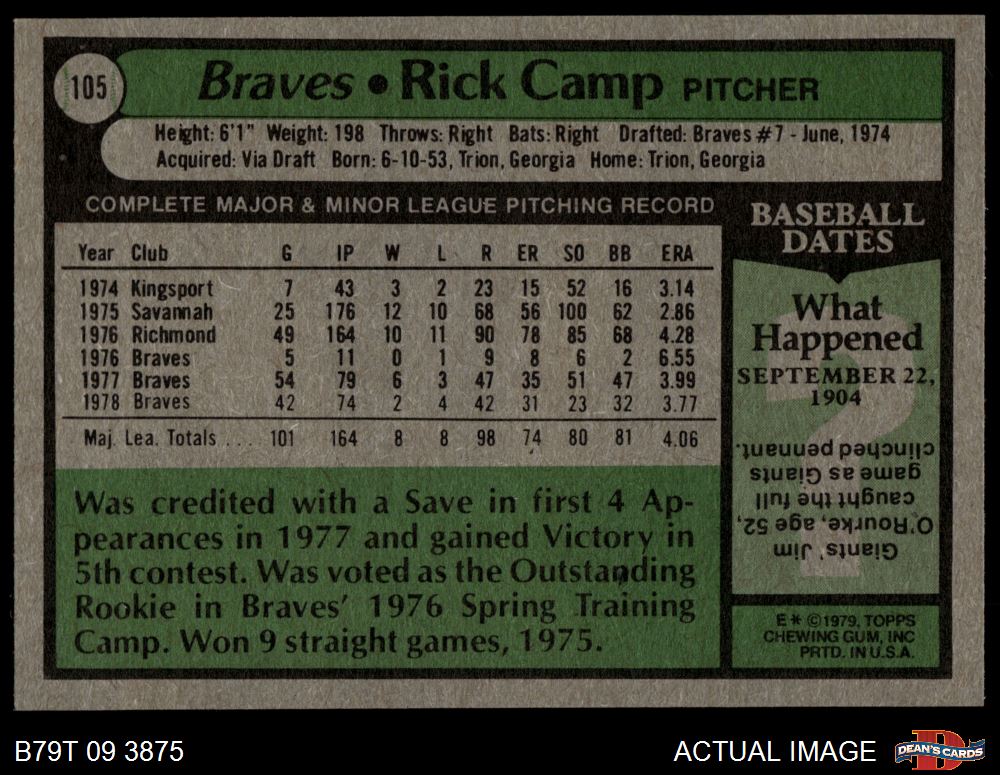 105
Braves • Rick Camp PITCHER
Height: 6'1" Weight: 198 Throws: Right Bats: Right Drafted: Braves #7 - June, 1974
Acquired: Via Draft Born: 6-10-53, Trion, Georgia Home: Trion, Georgia
COMPLETE MAJOR & MINOR LEAGUE PITCHING RECORD
Year Club G IP W L R ER SO BB ERA
1974 Kingsport 7 43 3 2 23 15 52 16 3.14
1975 Savannah 25 176 12 10 68 56 100 62 2.86
1976 Richmond 49 164 10 11 90 78 85 68 4.28
1976 Braves 5 11 0 1 9 8 6 2 6.55
1977 Braves 54 79 6 3 47 35 51 47 3.99
1978 Braves 42 74 2 4 42 31 23 32 3.77
Maj. Lea. Totals .... 101 164 8 8 98 74 80 81 4.06
Was credited with a Save in first 4 Ap-
pearances in 1977 and gained Victory in
5th contest. Was voted as the Outstanding
Rookie in Braves' 1976 Spring Training
Camp. Won 9 straight games, 1975.
BASEBALL
DATES
What
Happened
SEPTEMBER 22,
1904
Giants' Jim
O'Rourke, age 52,
caught the full
game as Giants
clinched pennant.
E * ©1979, TOPPS
CHEWING GUM, INC
PRTD. IN U.S.A.
B79T 09 3875
ACTUAL IMAGE
D
DEAN'S CARDS